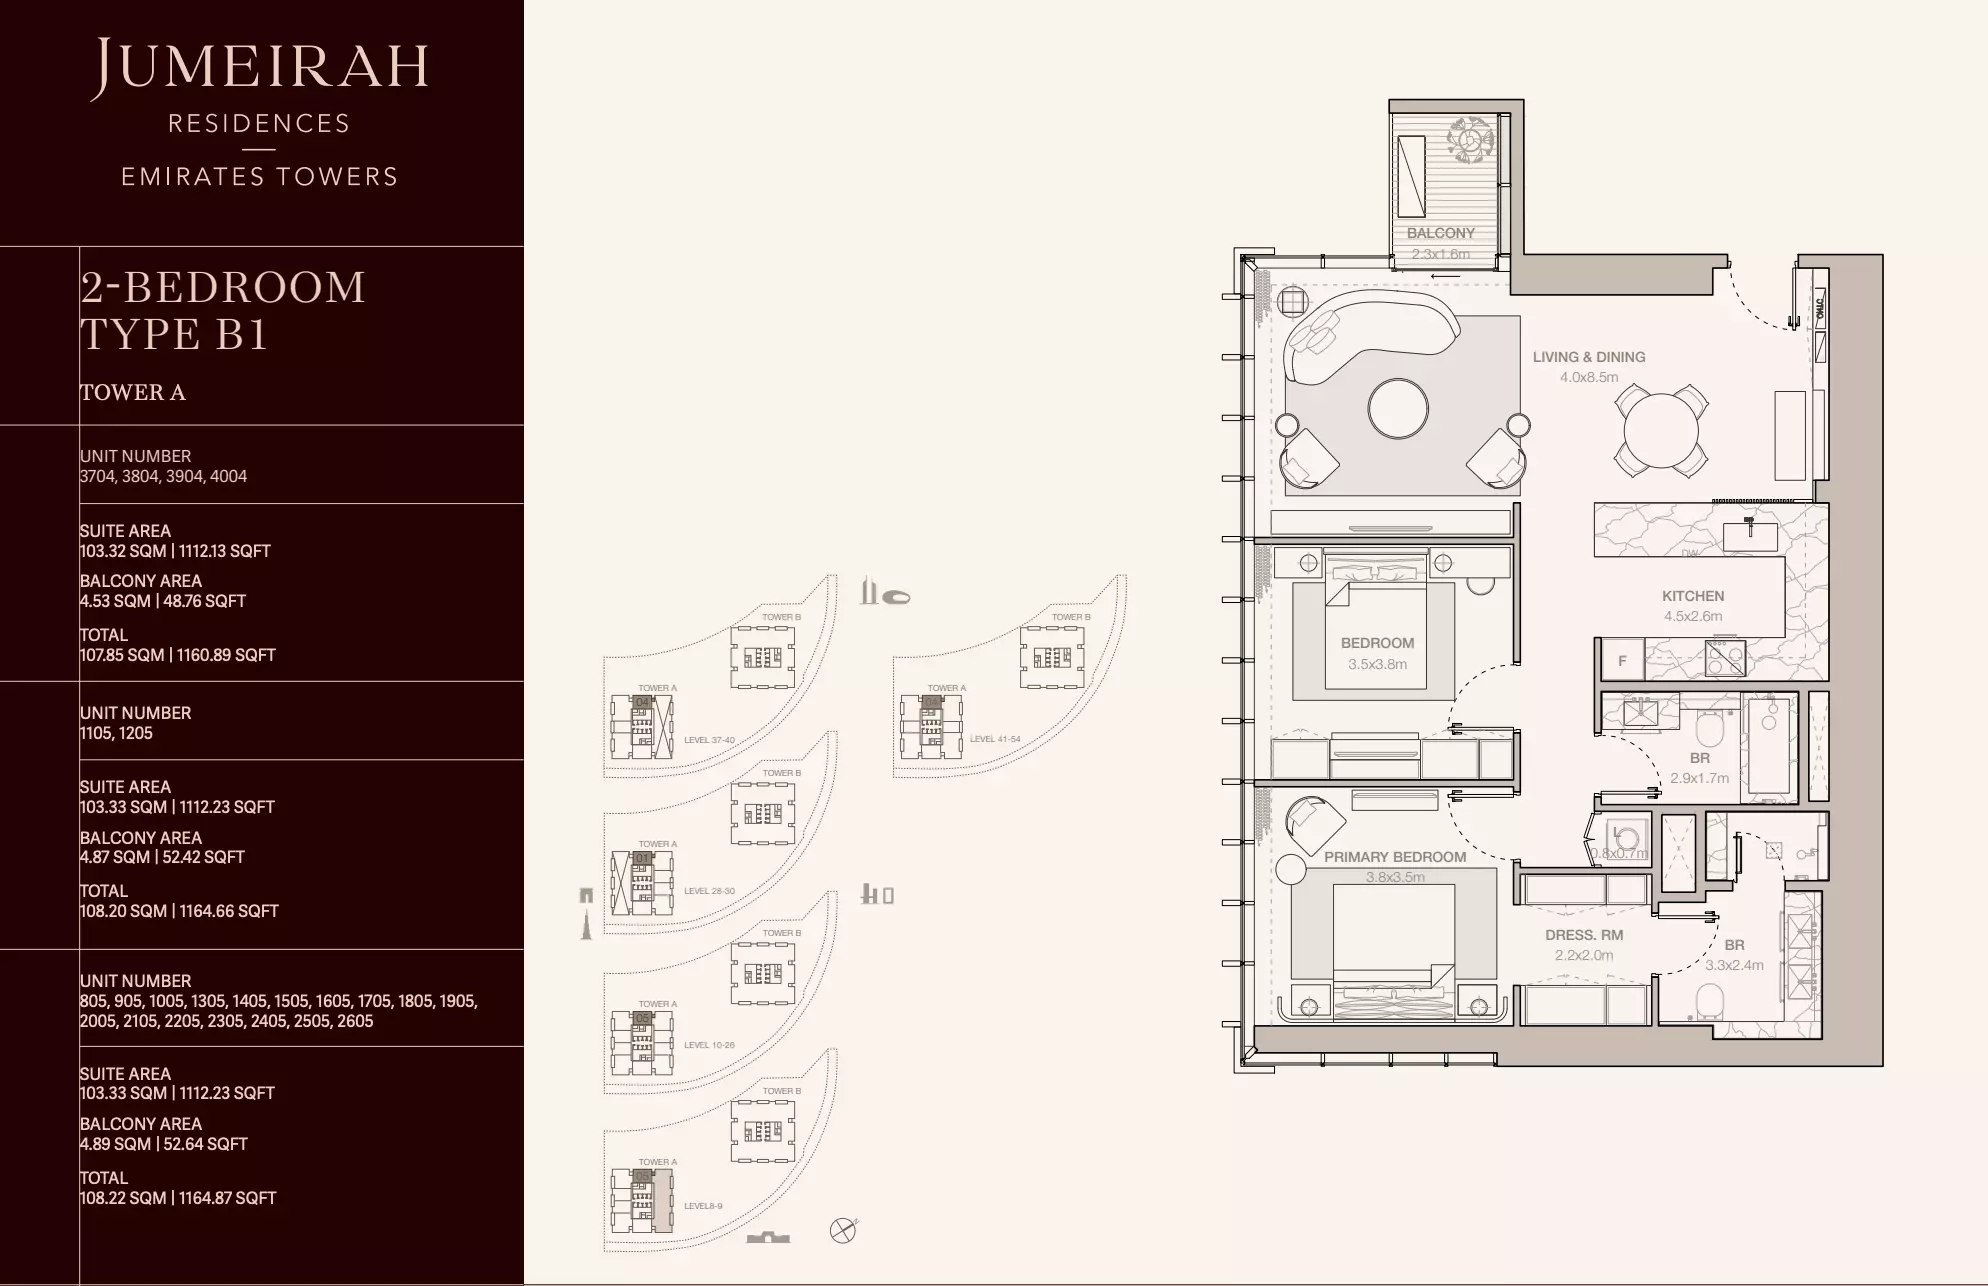 JUMEIRAH
RESIDENCES
EMIRATES TOWERS
2-BEDROOM
TYPE B1
TOWER A
UNIT NUMBER
3704, 3804, 3904, 4004
SUITE AREA
103.32 SQM | 1112.13 SQFT
BALCONY AREA
4.53 SQM | 48.76 SQFT
TOTAL
107.85 SQM | 1160.89 SQFT
UNIT NUMBER
1105, 1205
SUITE AREA
103.33 SQM | 1112.23 SQFT
BALCONY AREA
4.87 SQM | 52.42 SQFT
TOTAL
108.20 SQM | 1164.66 SQFT
UNIT NUMBER
805, 905, 1005, 1305, 1405, 1505, 1605, 1705, 1805, 1905,
2005, 2105, 2205, 2305, 2405, 2505, 2605
SUITE AREA
103.33 SQM | 1112.23 SQFT
BALCONY AREA
4.89 SQM | 52.64 SQFT
TOTAL
108.22 SQM | 1164.87 SQFT
TOWER B
TOWER A
04
LEVEL 37-40
TOWER B
TOWER A
04
LEVEL 41-54
TOWER B
TOWER A
01
LEVEL 28-30
TOWER B
TOWER A
05
LEVEL 10-26
TOWER B
TOWER A
LEVEL8-9
BALCONY
2.3x1.6m
LIVING & DINING
4.0x8.5m
DW
KITCHEN
4.5x2.6m
F
BEDROOM
3.5x3.8m
BR
2.9x1.7m
L
0.8x0.7m
PRIMARY BEDROOM
3.8x3.5m
DRESS. RM
2.2x2.0m
BR
3.3x2.4m